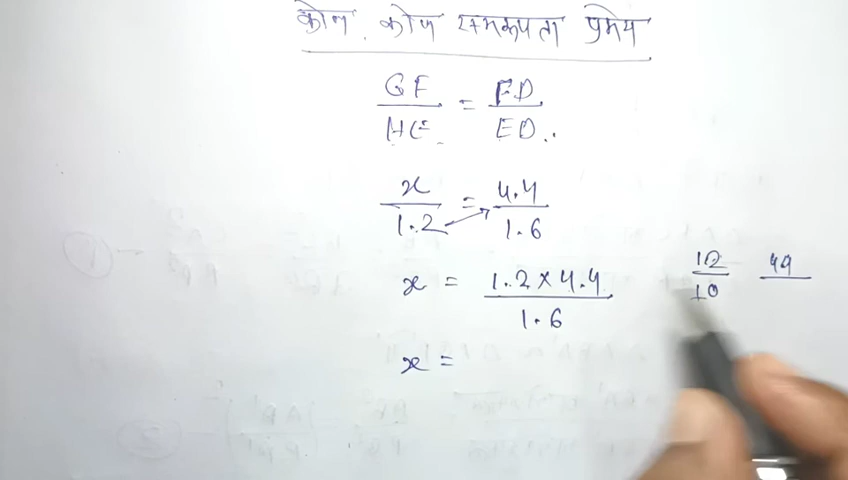 कोन कोण समरूपता प्रमेय
GF/HE = FD/ED
x/1.2 = 4.4/1.6
x = 1.2 × 4.4/1.6
12/10 44
x =